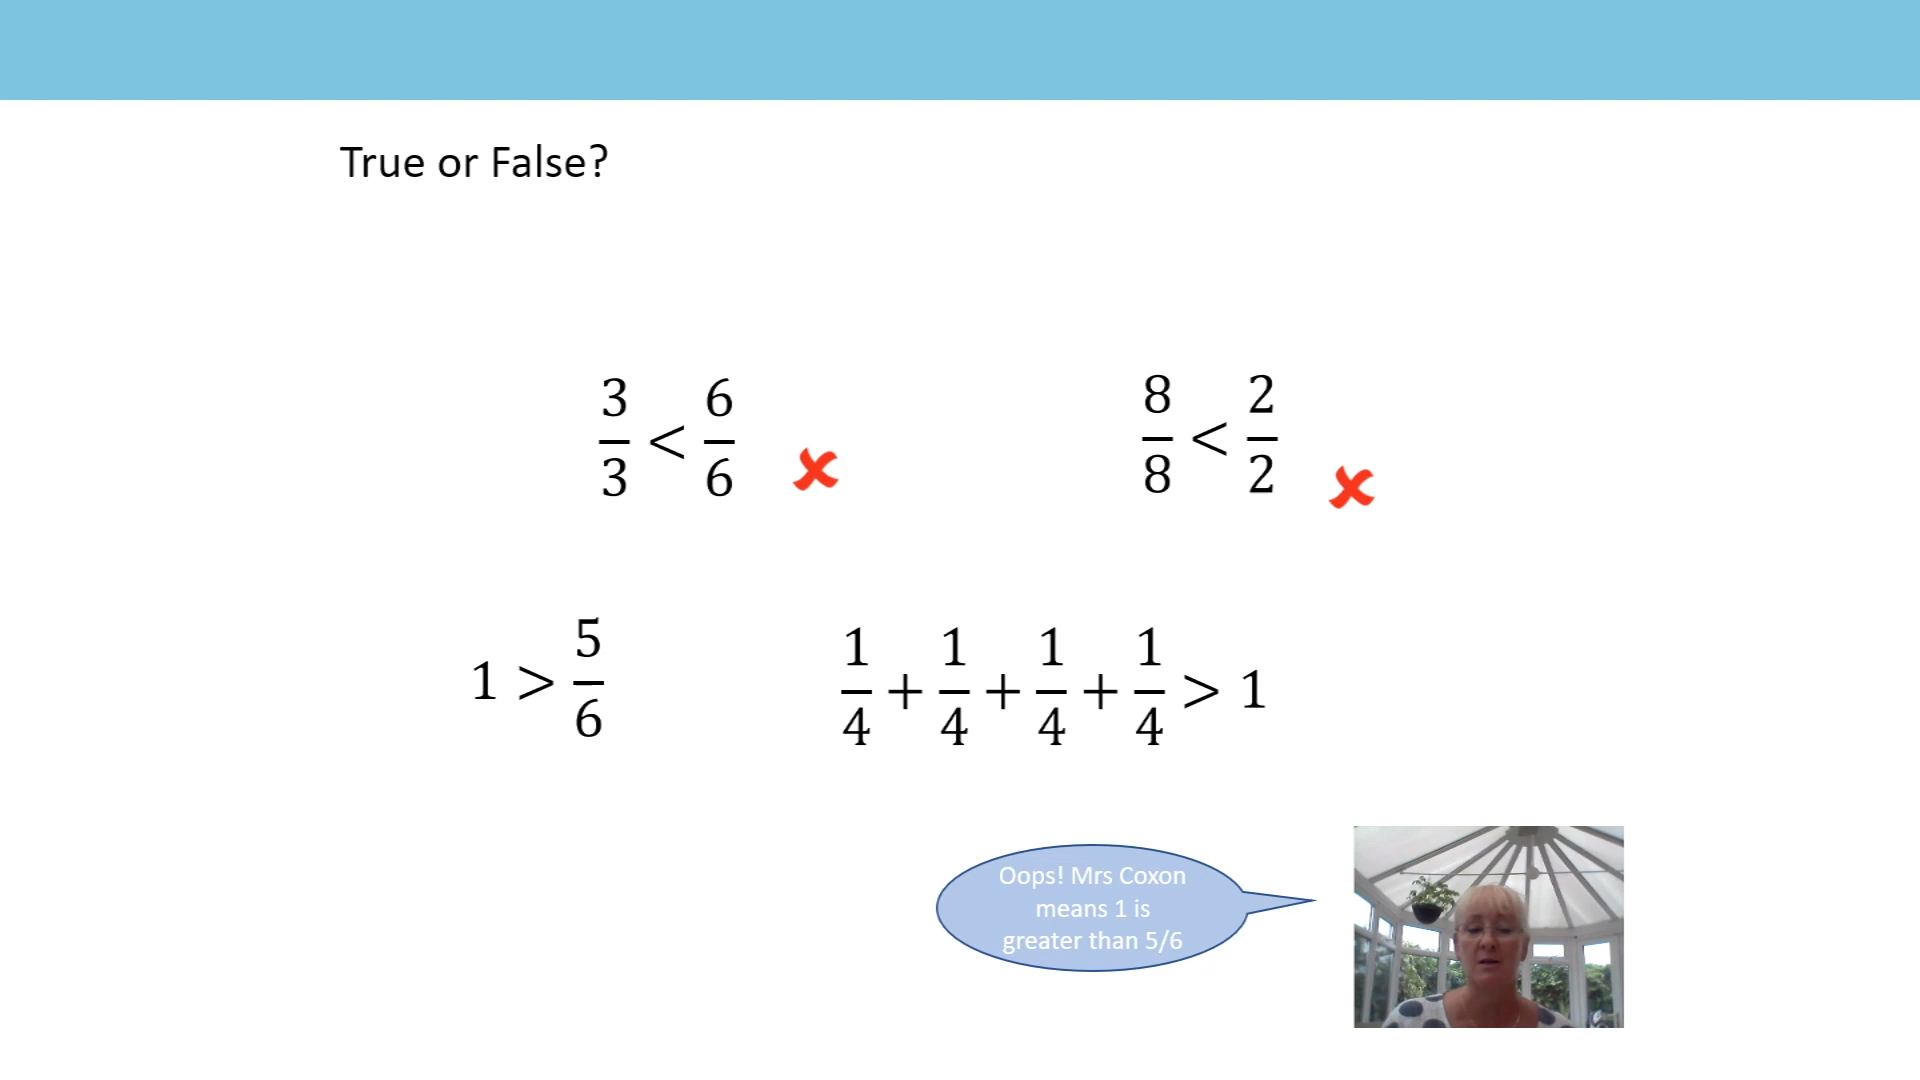 True or False?
3/3 < 6/6
8/8 < 2/2
1 > 5/6
1/4 + 1/4 + 1/4 + 1/4 > 1
Oops! Mrs Coxon
means 1 is
greater than 5/6